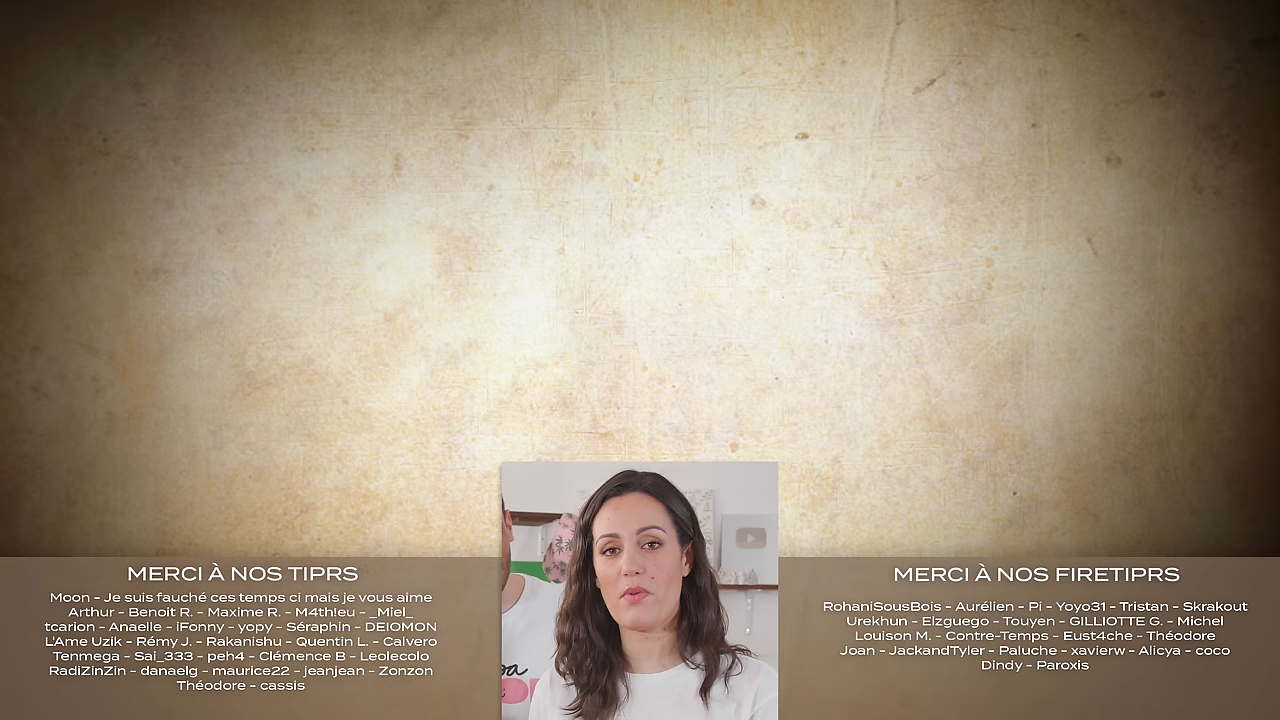 MERCI À NOS TIPRS
Moon - Je suis fauché ces temps ci mais je vous aime
Arthur - Benoit R. - Maxime R. - M4th!eu - _Miel_
tcarion - Anaelle - iFonny - yopy - Séraphin - DEIOMON
L'Ame Uzik - Rémy J. - Rakanishu - Quentin L. - Calvero
Tenmega - Sai_333 - peh4 - Clémence B - Leolecolo
RadiZinZin - danaelg - maurice22 - jeanjean - Zonzon
Théodore - cassis
MERCI À NOS FIRETIPRS
RohaniSousBois - Aurélien - Pi - Yoyo31 - Tristan - Skrakout
Urekhun - Elzguego - Touyen - GILLIOTTE G. - Michel
Louison M. - Contre-Temps - Eust4che - Théodore
Joan - JackandTyler - Paluche - xavierw - Alicya - coco
Dindy - Paroxis